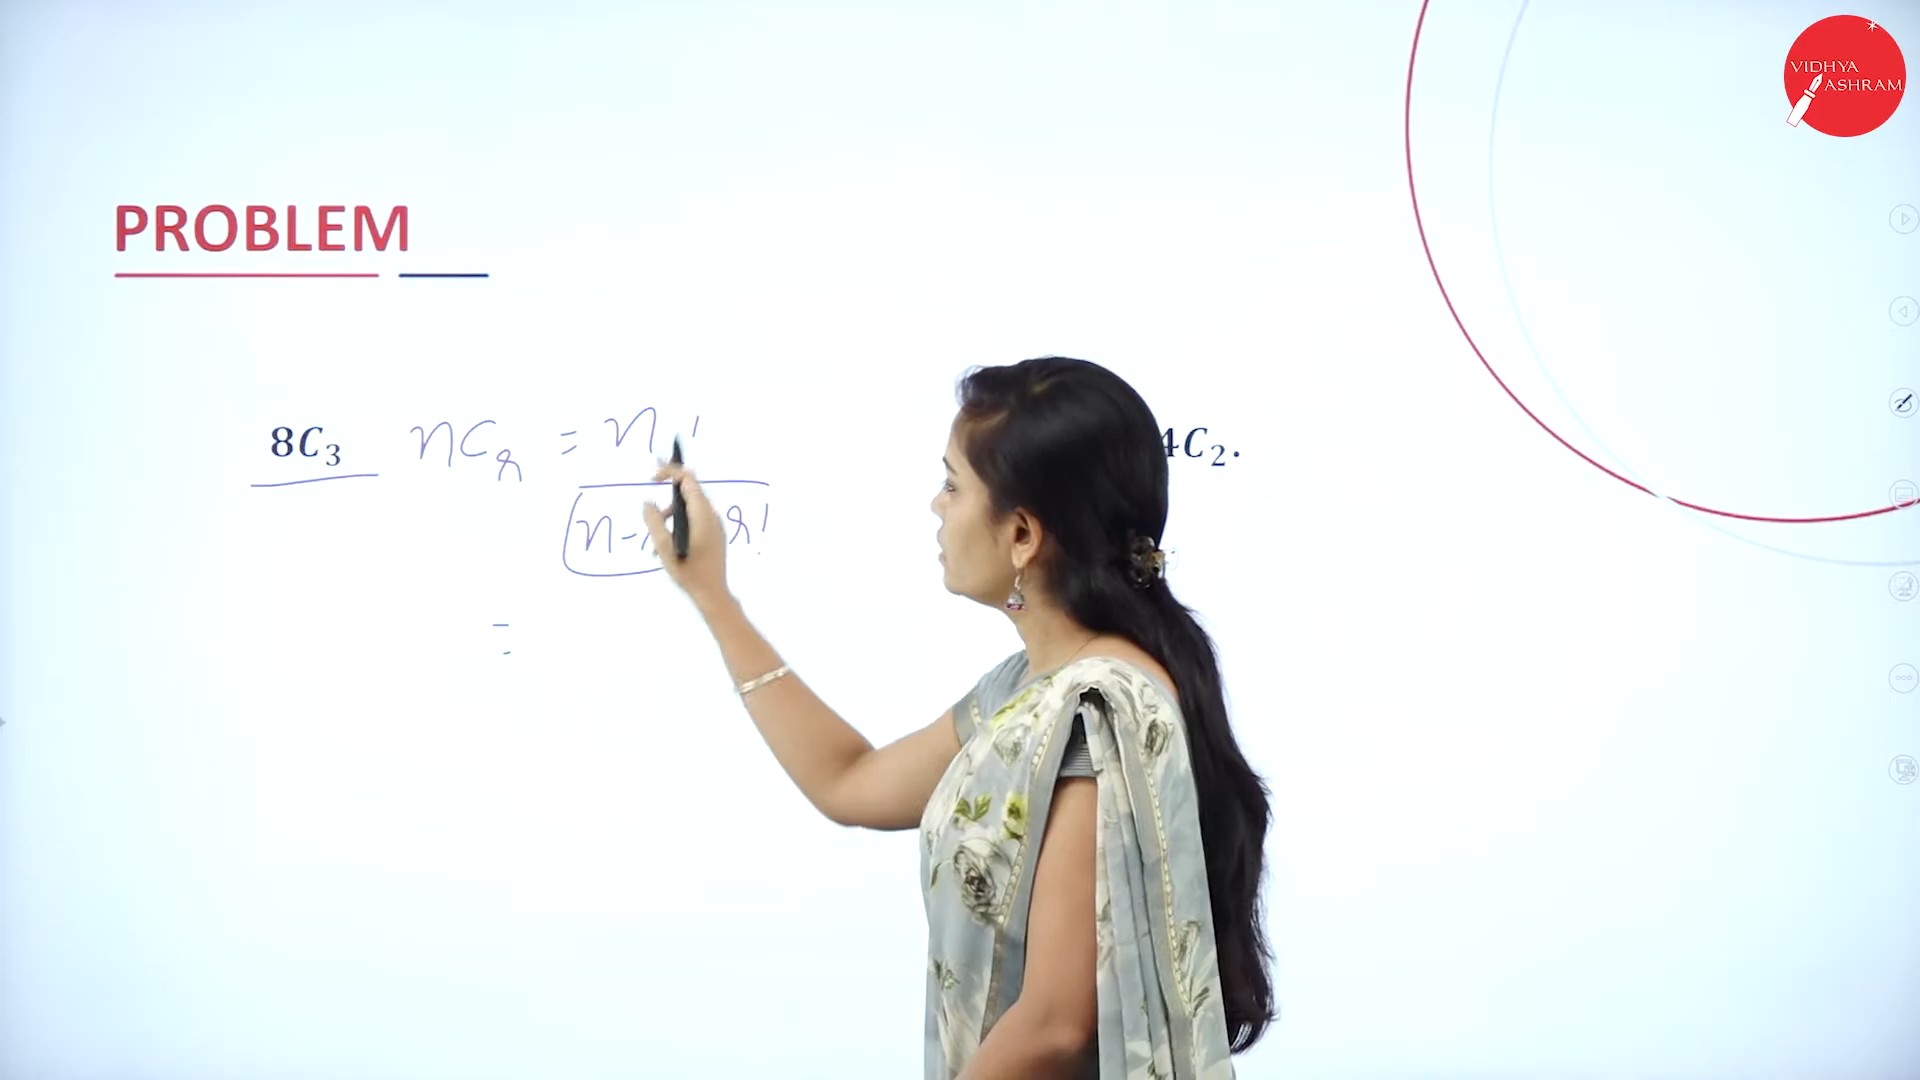 VIDHYA
ASHRAM
PROBLEM
8C₃ nCr = n!
4C₂.
(n- r!
=